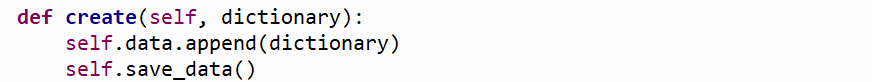 def create(self, dictionary):
    self.data.append(dictionary)
    self.save_data()